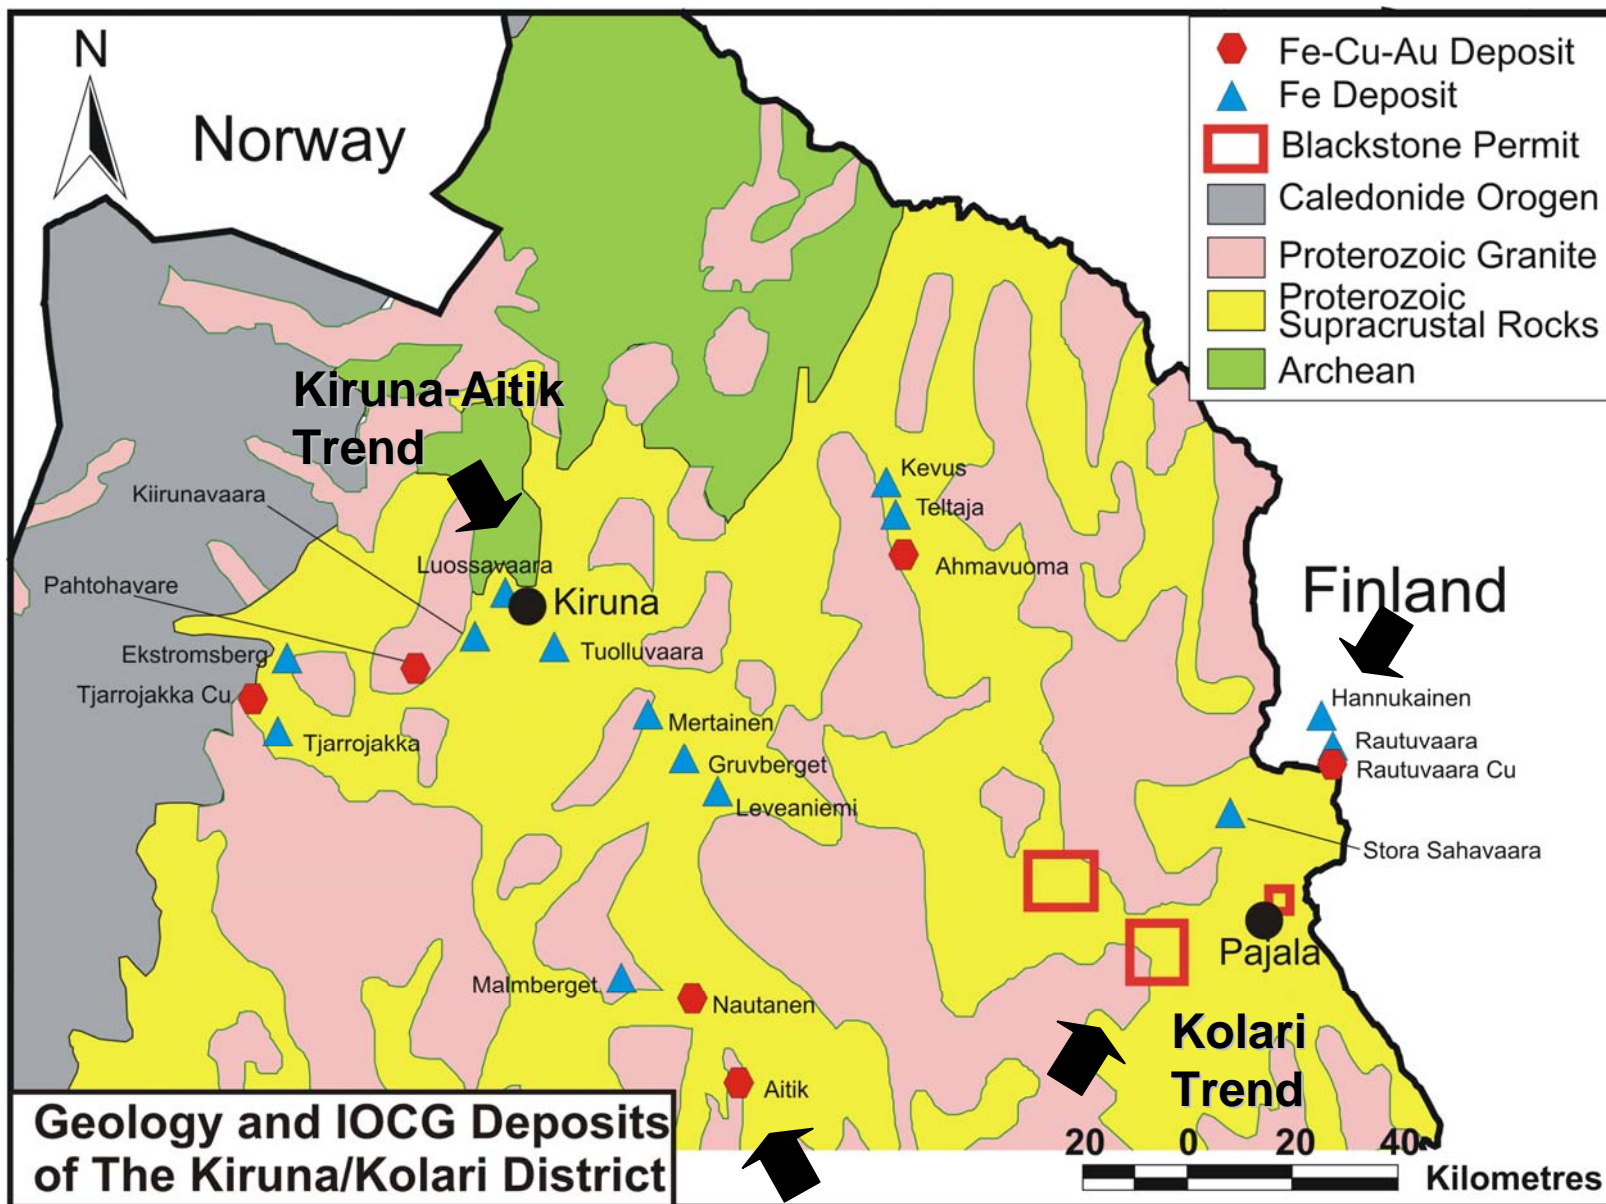 N
Norway
Fe-Cu-Au Deposit
Fe Deposit
Blackstone Permit
Caledonide Orogen
Proterozoic Granite
Proterozoic
Supracrustal Rocks
Archean
Kiruna-Aitik
Trend
Kiirunavaara
Luossavaara
Pahtohavare
Kiruna
Tuolluvaara
Ekstromsberg
Tjarrojakka Cu
Tjarrojakka
Mertainen
Gruvberget
Leveaniemi
Kevus
Teltaja
Ahmavuoma
Finland
Hannukainen
Rautuvaara
Rautuvaara Cu
Stora Sahavaara
Pajala
Malmberget
Nautanen
Aitik
Kolari
Trend
Geology and IOCG Deposits
of The Kiruna/Kolari District
20 0 20 40
Kilometres